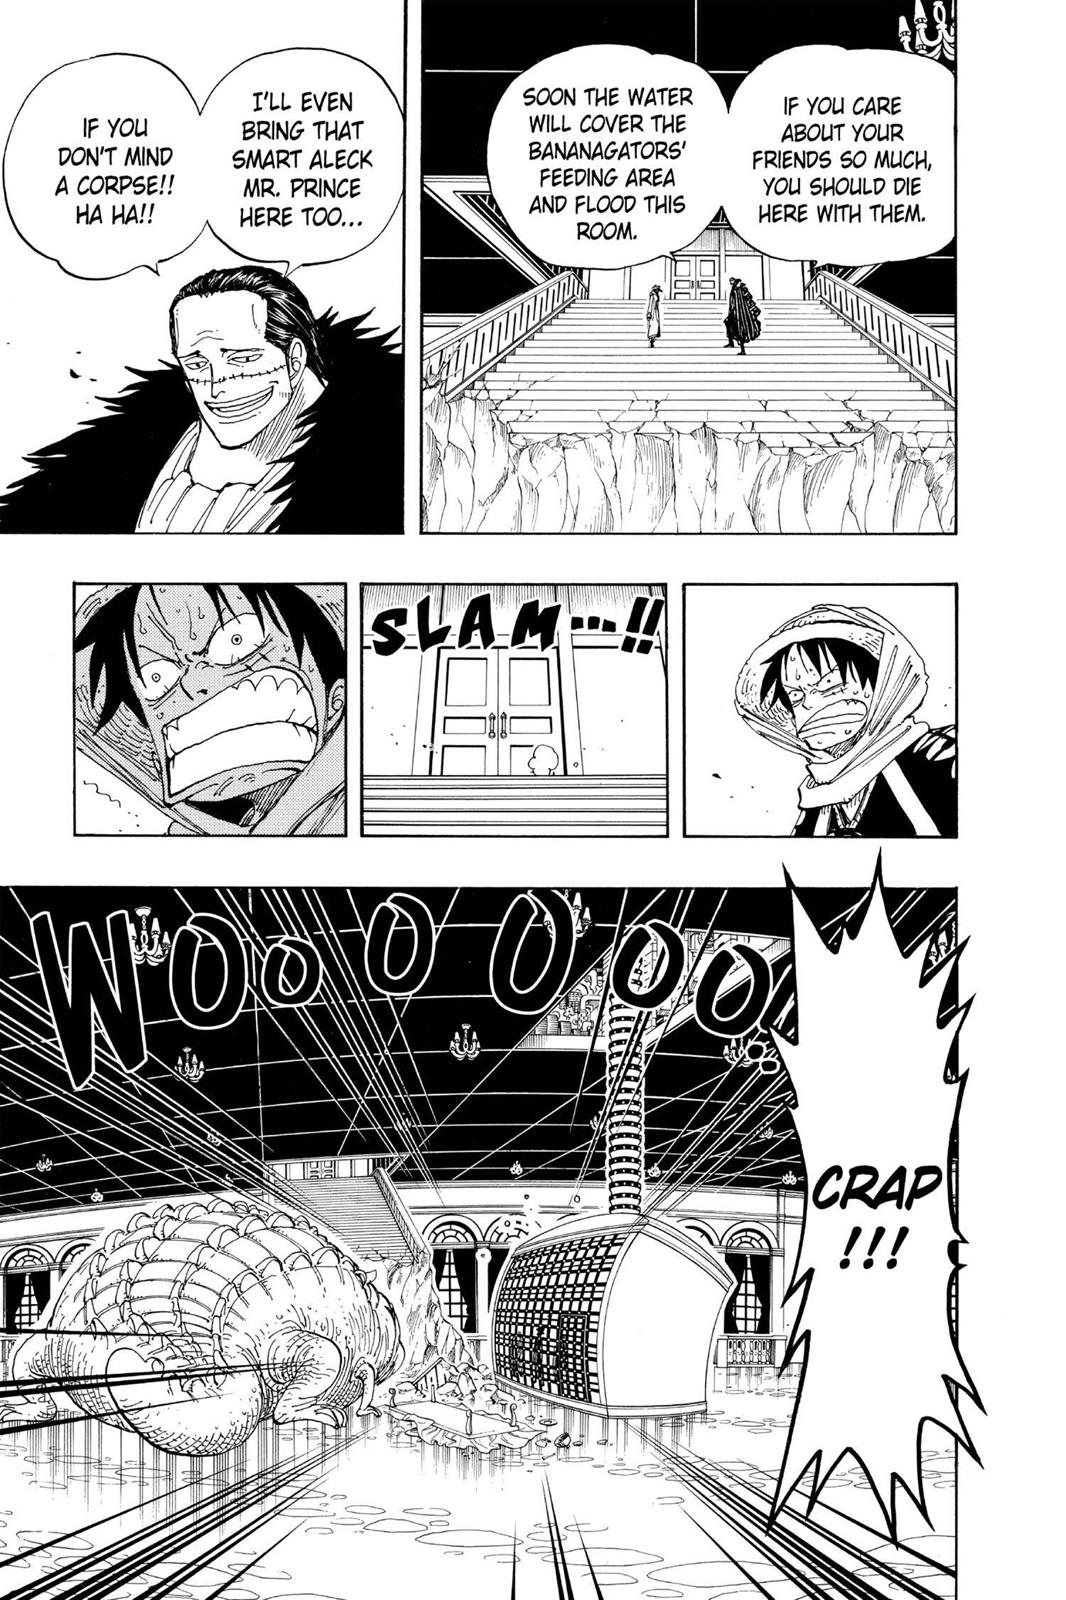 IF YOU CARE
ABOUT YOUR
FRIENDS SO MUCH,
YOU SHOULD DIE
HERE WITH THEM.
SOON THE WATER
WILL COVER THE
BANANAGATORS'
FEEDING AREA
AND FLOOD THIS
ROOM.
I'LL EVEN
BRING THAT
SMART ALECK
MR. PRINCE
HERE TOO...
IF YOU
DON'T MIND
A CORPSE!!
HA HA!!
SLAM...!!
CRAP
!!!
WOOOOOOO